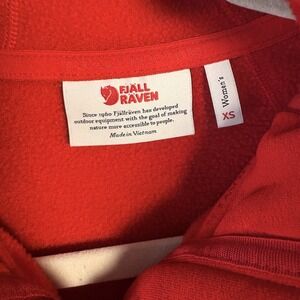 FJÄLL
RAVEN
Since 1960 Fjällräven has developed
outdoor equipment with the goal of making
nature more accessible to people.
Made in Vietnam
Women's
XS